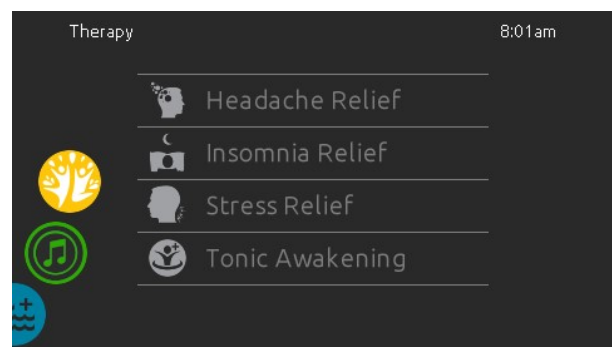 Therapy 8:01am
Headache Relief
Insomnia Relief
Stress Relief
Tonic Awakening